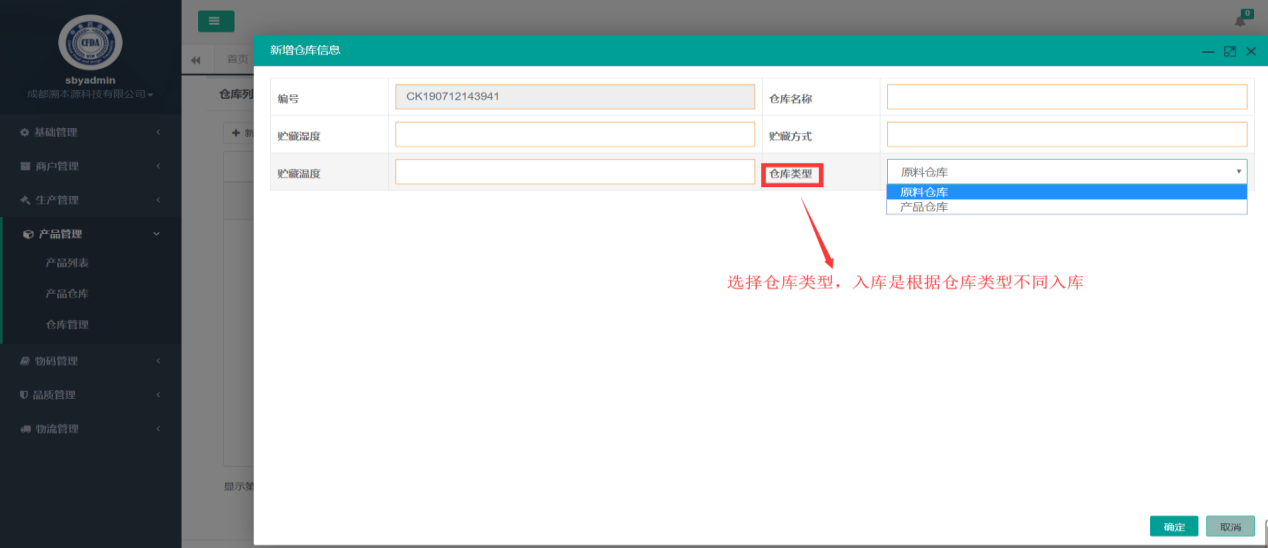 0
CFDA
sbyadmin
成都溯本源科技有限公司
基础管理
商户管理
生产管理
产品管理
产品列表
产品仓库
仓库管理
物码管理
品质管理
物流管理
首页
仓库列
新
显示第
新增仓库信息
编号 CK190712143941 仓库名称
贮藏湿度 贮藏方式
贮藏温度 仓库类型 原料仓库
原料仓库
产品仓库
选择仓库类型，入库是根据仓库类型不同入库
确定 取消